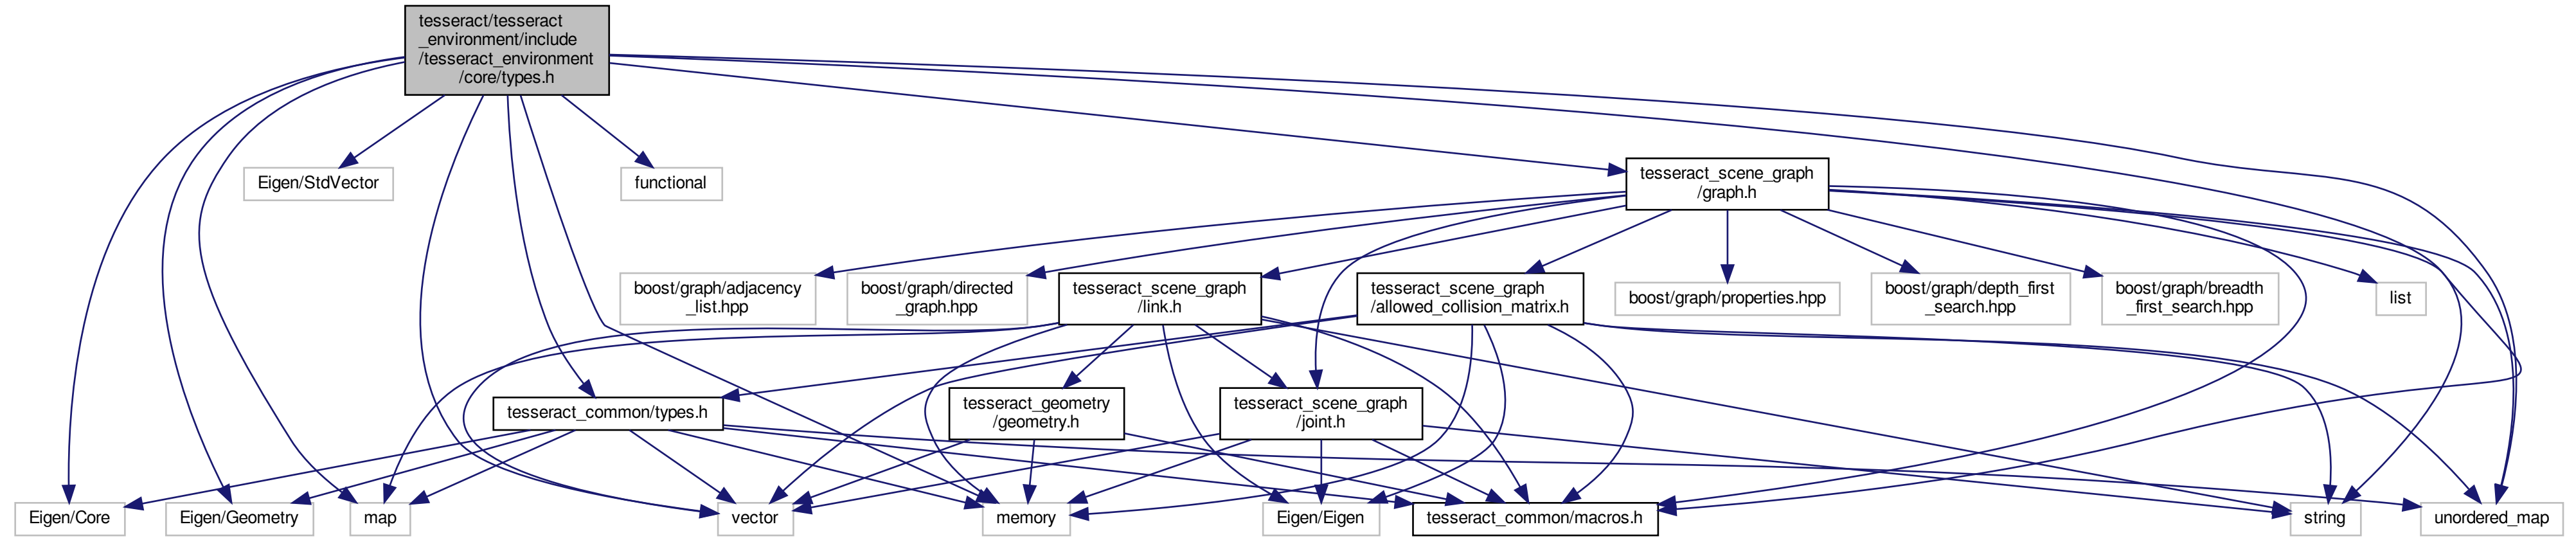 tesseract/tesseract
_environment/include
/tesseract_environment
/core/types.h
Eigen/StdVector
functional
tesseract_scene_graph
/graph.h
boost/graph/adjacency
_list.hpp
boost/graph/directed
_graph.hpp
tesseract_scene_graph
/link.h
tesseract_scene_graph
/allowed_collision_matrix.h
boost/graph/properties.hpp
boost/graph/depth_first
_search.hpp
boost/graph/breadth
_first_search.hpp
list
tesseract_common/types.h
tesseract_geometry
/geometry.h
tesseract_scene_graph
/joint.h
Eigen/Core
Eigen/Geometry
map
vector
memory
Eigen/Eigen
tesseract_common/macros.h
string
unordered_map